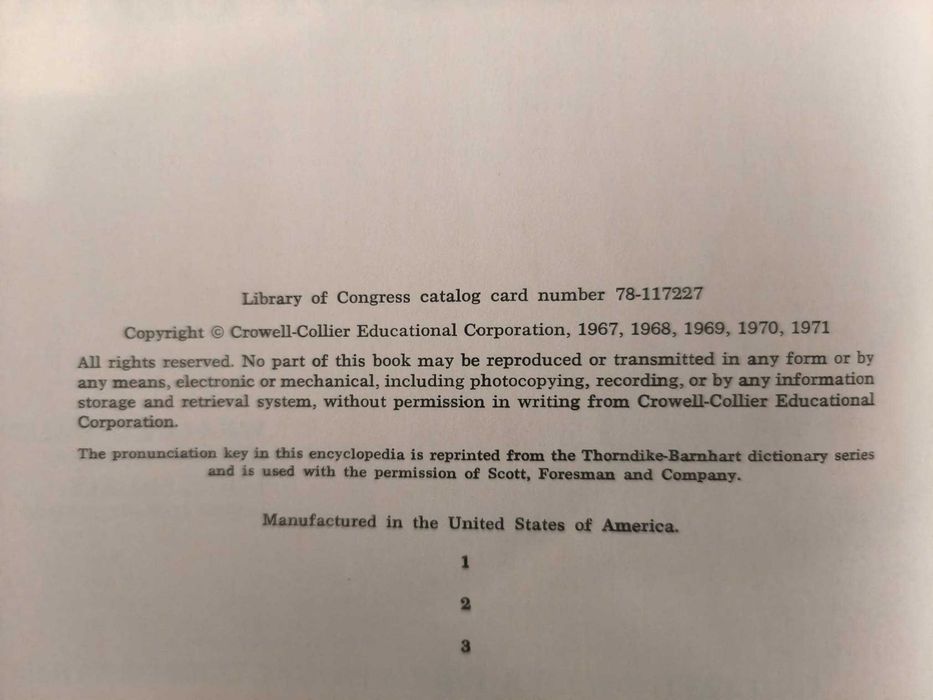 Library of Congress catalog card number 78-117227
Copyright © Crowell-Collier Educational Corporation, 1967, 1968, 1969, 1970, 1971
All rights reserved. No part of this book may be reproduced or transmitted in any form or by
any means, electronic or mechanical, including photocopying, recording, or by any information
storage and retrieval system, without permission in writing from Crowell-Collier Educational
Corporation.
The pronunciation key in this encyclopedia is reprinted from the Thorndike-Barnhart dictionary series
and is used with the permission of Scott, Foresman and Company.
Manufactured in the United States of America.
1
2
3